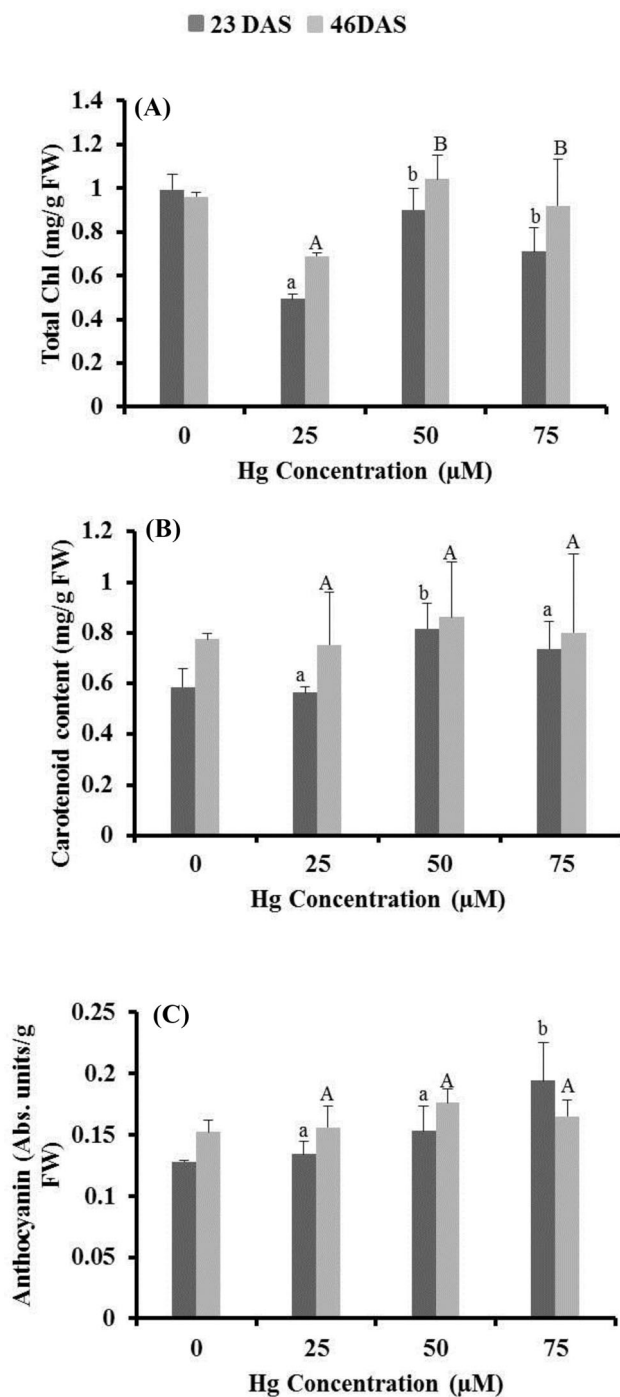 23 DAS 46DAS
(A)
Total Chl (mg/g FW)
1.4
1.2
1
0.8
0.6
0.4
0.2
0
a A b B b B
0 25 50 75
Hg Concentration (µM)
(B)
Carotenoid content (mg/g FW)
1.2
1
0.8
0.6
0.4
0.2
0
a A b A a A
0 25 50 75
Hg Concentration (µM)
(C)
Anthocyanin (Abs. units/g
FW)
0.25
0.2
0.15
0.1
0.05
0
a A a A b A
0 25 50 75
Hg Concentration (µM)